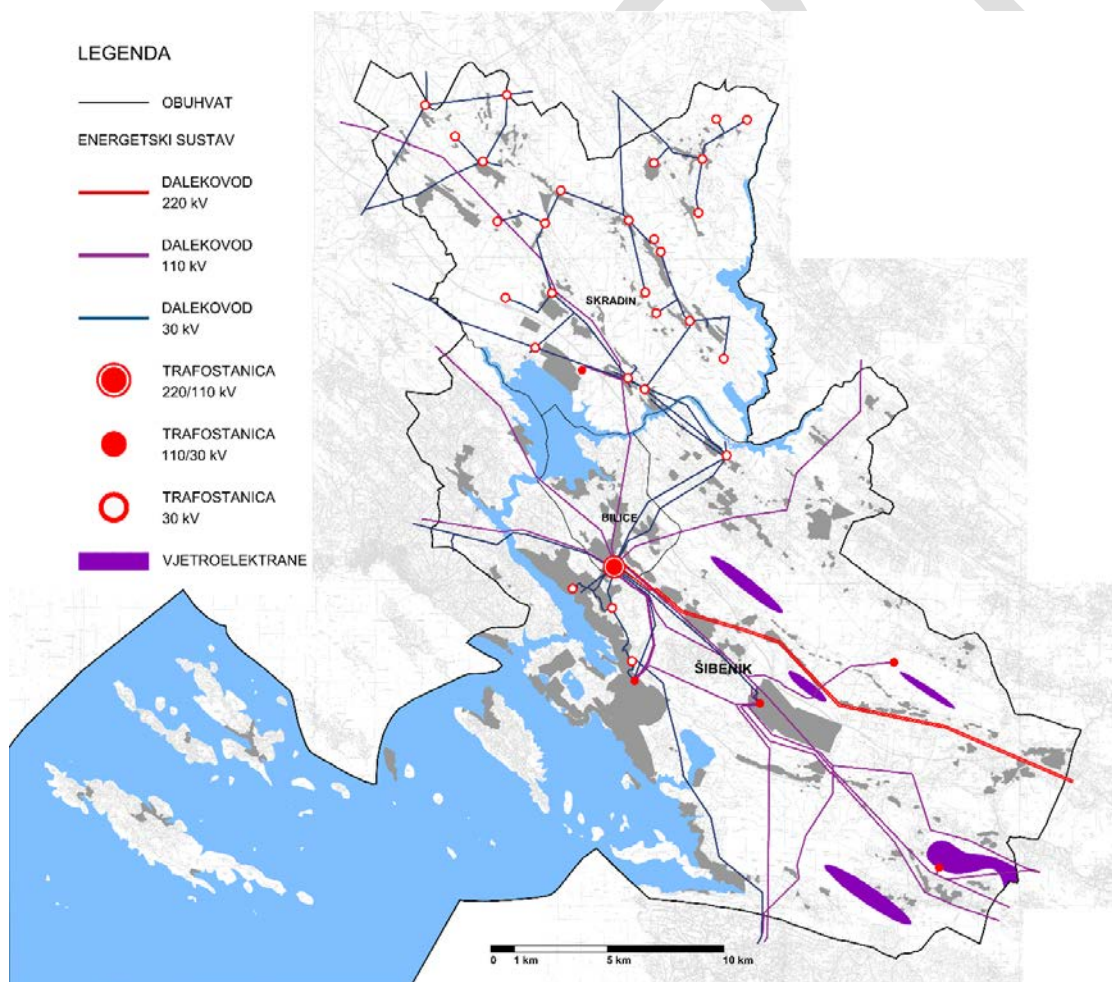 LEGENDA
OBUHVAT
ENERGETSKI SUSTAV
DALEKOVOD
220 kV
DALEKOVOD
110 kV
DALEKOVOD
30 kV
TRAFOSTANICA
220/110 kV
TRAFOSTANICA
110/30 kV
TRAFOSTANICA
30 kV
VJETROELEKTRANE
SKRADIN
BILICE
ŠIBENIK
0 1 km 5 km 10 km